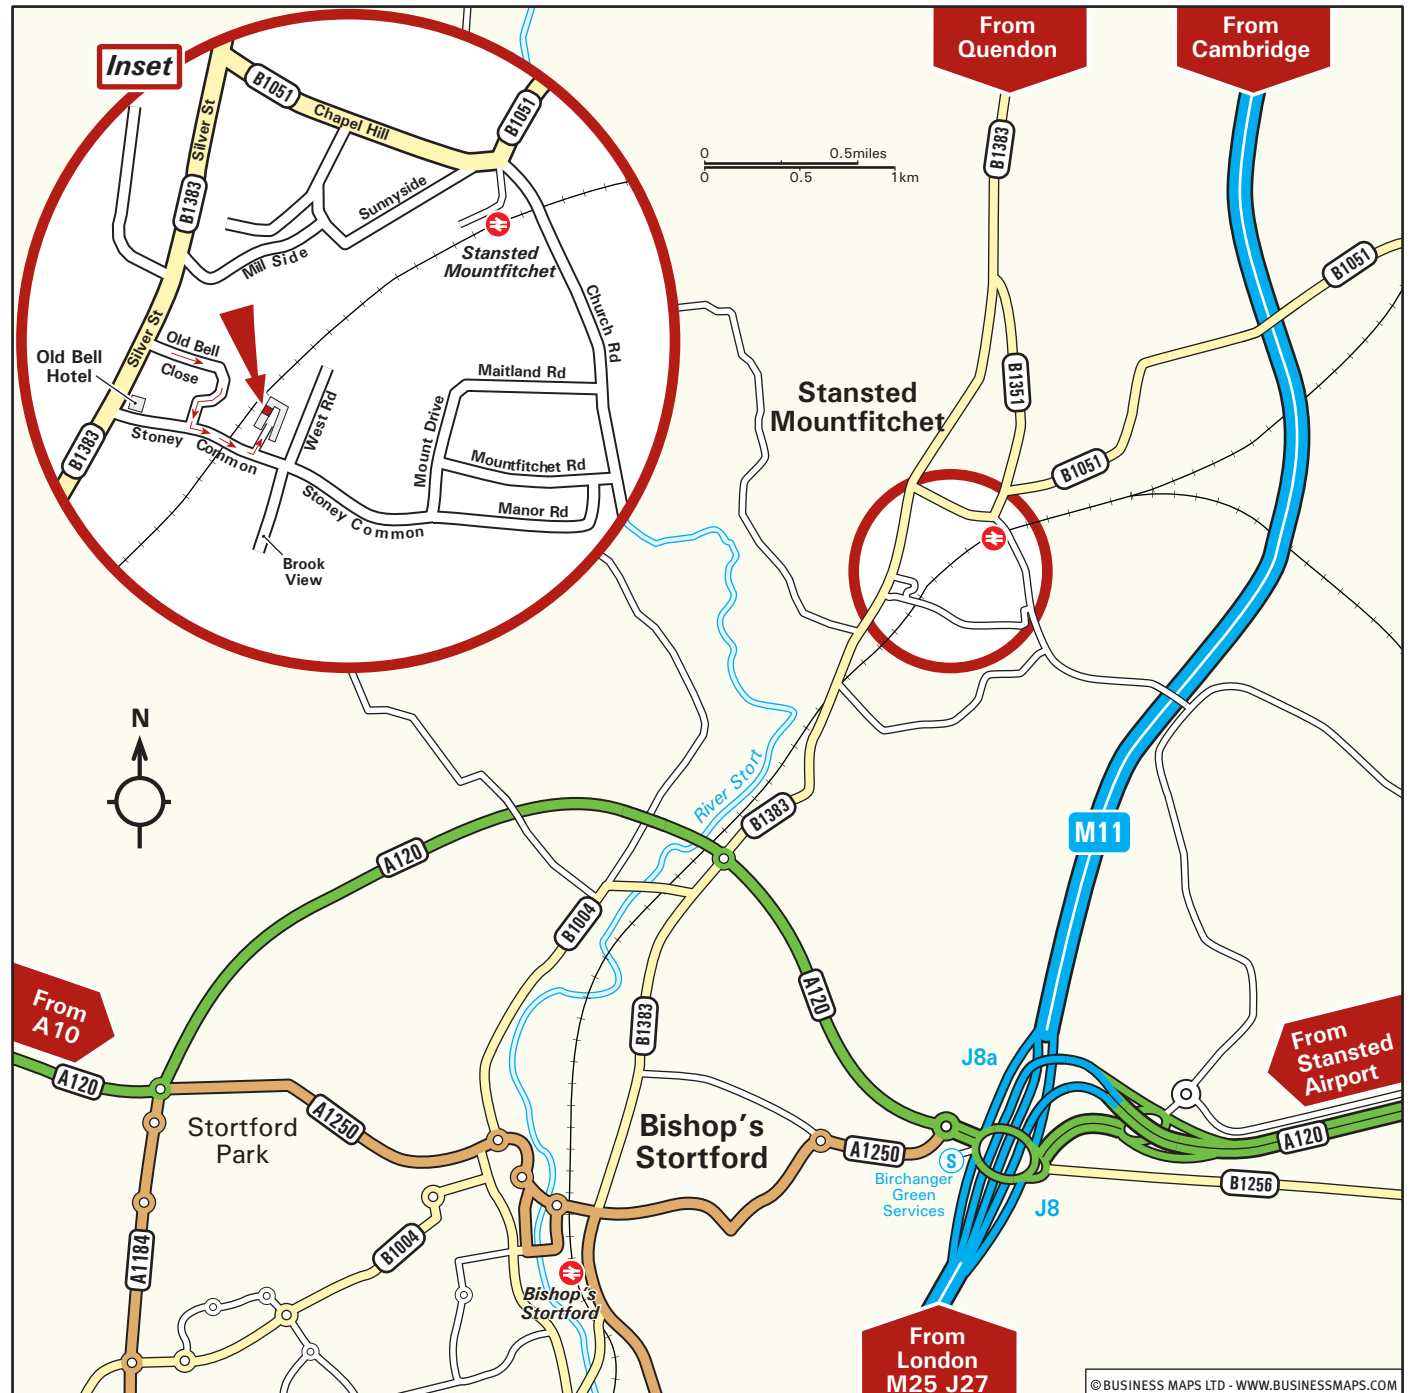 Inset
B1051
Chapel Hill
B1051
Silver St
B1383
Sunnyside
Mill Side
Stansted
Mountfitchet
Church Rd
Silver St
Old Bell
Close
Old Bell
Hotel
B1383
Stoney
Common
West Rd
Maitland Rd
Mount Drive
Mountfitchet Rd
Manor Rd
Stoney Common
Brook
View
From
Quendon
From
Cambridge
0
0.5miles
0
0.5
1km
B1383
B1051
B1351
Stansted
Mountfitchet
B1051
N
River Stort
B1383
M11
A120
B1004
A120
From
A10
B1383
A120
J8a
From
Stansted
Airport
A1250
Stortford
Park
Bishop's
Stortford
A1250
A120
S
Birchanger
Green
Services
B1256
J8
B1004
A1184
Bishop's
Stortford
From
London
M25 J27
© BUSINESS MAPS LTD - WWW.BUSINESSMAPS.COM